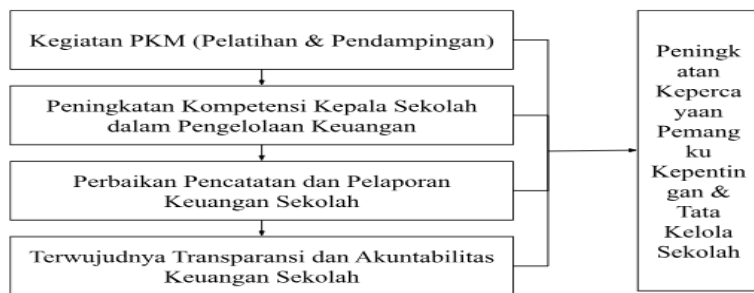 Kegiatan PKM (Pelatihan & Pendampingan)
Peningkatan Kompetensi Kepala Sekolah
dalam Pengelolaan Keuangan
Perbaikan Pencatatan dan Pelaporan
Keuangan Sekolah
Terwujudnya Transparansi dan Akuntabilitas
Keuangan Sekolah
Peningk
atan
Keperca
yaan
Pemang
ku
Kepentin
gan &
Tata
Kelola
Sekolah